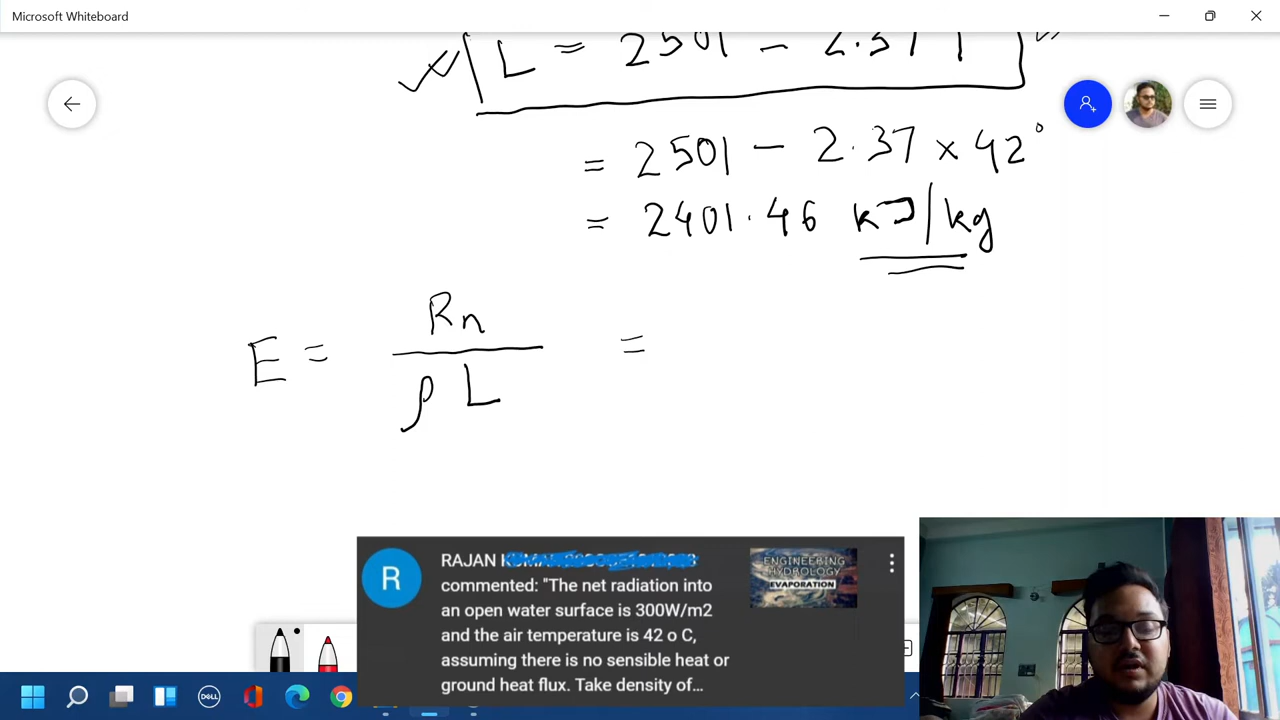 Microsoft Whiteboard
L = 2501 - 2.37 T
= 2501 - 2.37 × 42°
= 2401.46 kJ/kg
E = Rn / ρ L =
R
RAJAN
commented: "The net radiation into
an open water surface is 300W/m2
and the air temperature is 42 o C,
assuming there is no sensible heat or
ground heat flux. Take density of...
ENGINEERING
HYDROLOGY
EVAPORATION
DELL